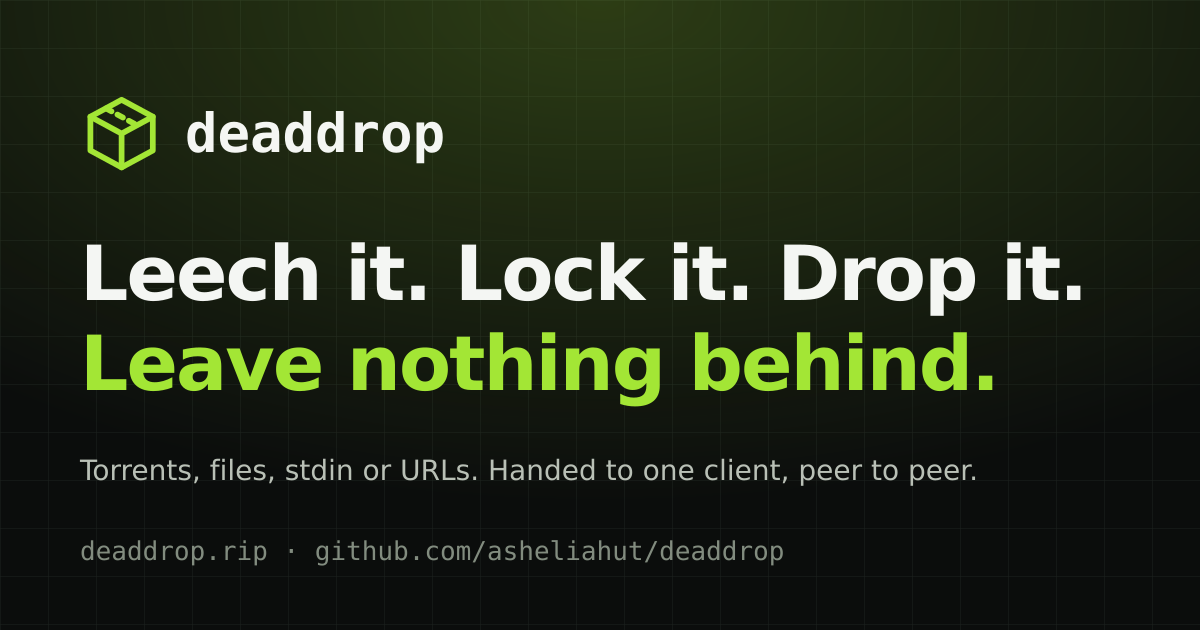 deaddrop
Leech it. Lock it. Drop it.
Leave nothing behind.
Torrents, files, stdin or URLs. Handed to one client, peer to peer.
deaddrop.rip · github.com/asheliahut/deaddrop